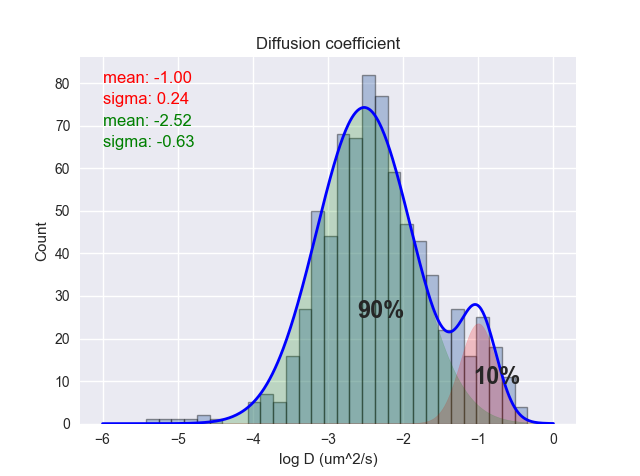 Diffusion coefficient
mean: -1.00
sigma: 0.24
mean: -2.52
sigma: -0.63
80
70
60
50
40
30
20
10
0
Count
90%
10%
−6 −5 −4 −3 −2 −1 0
log D (um^2/s)